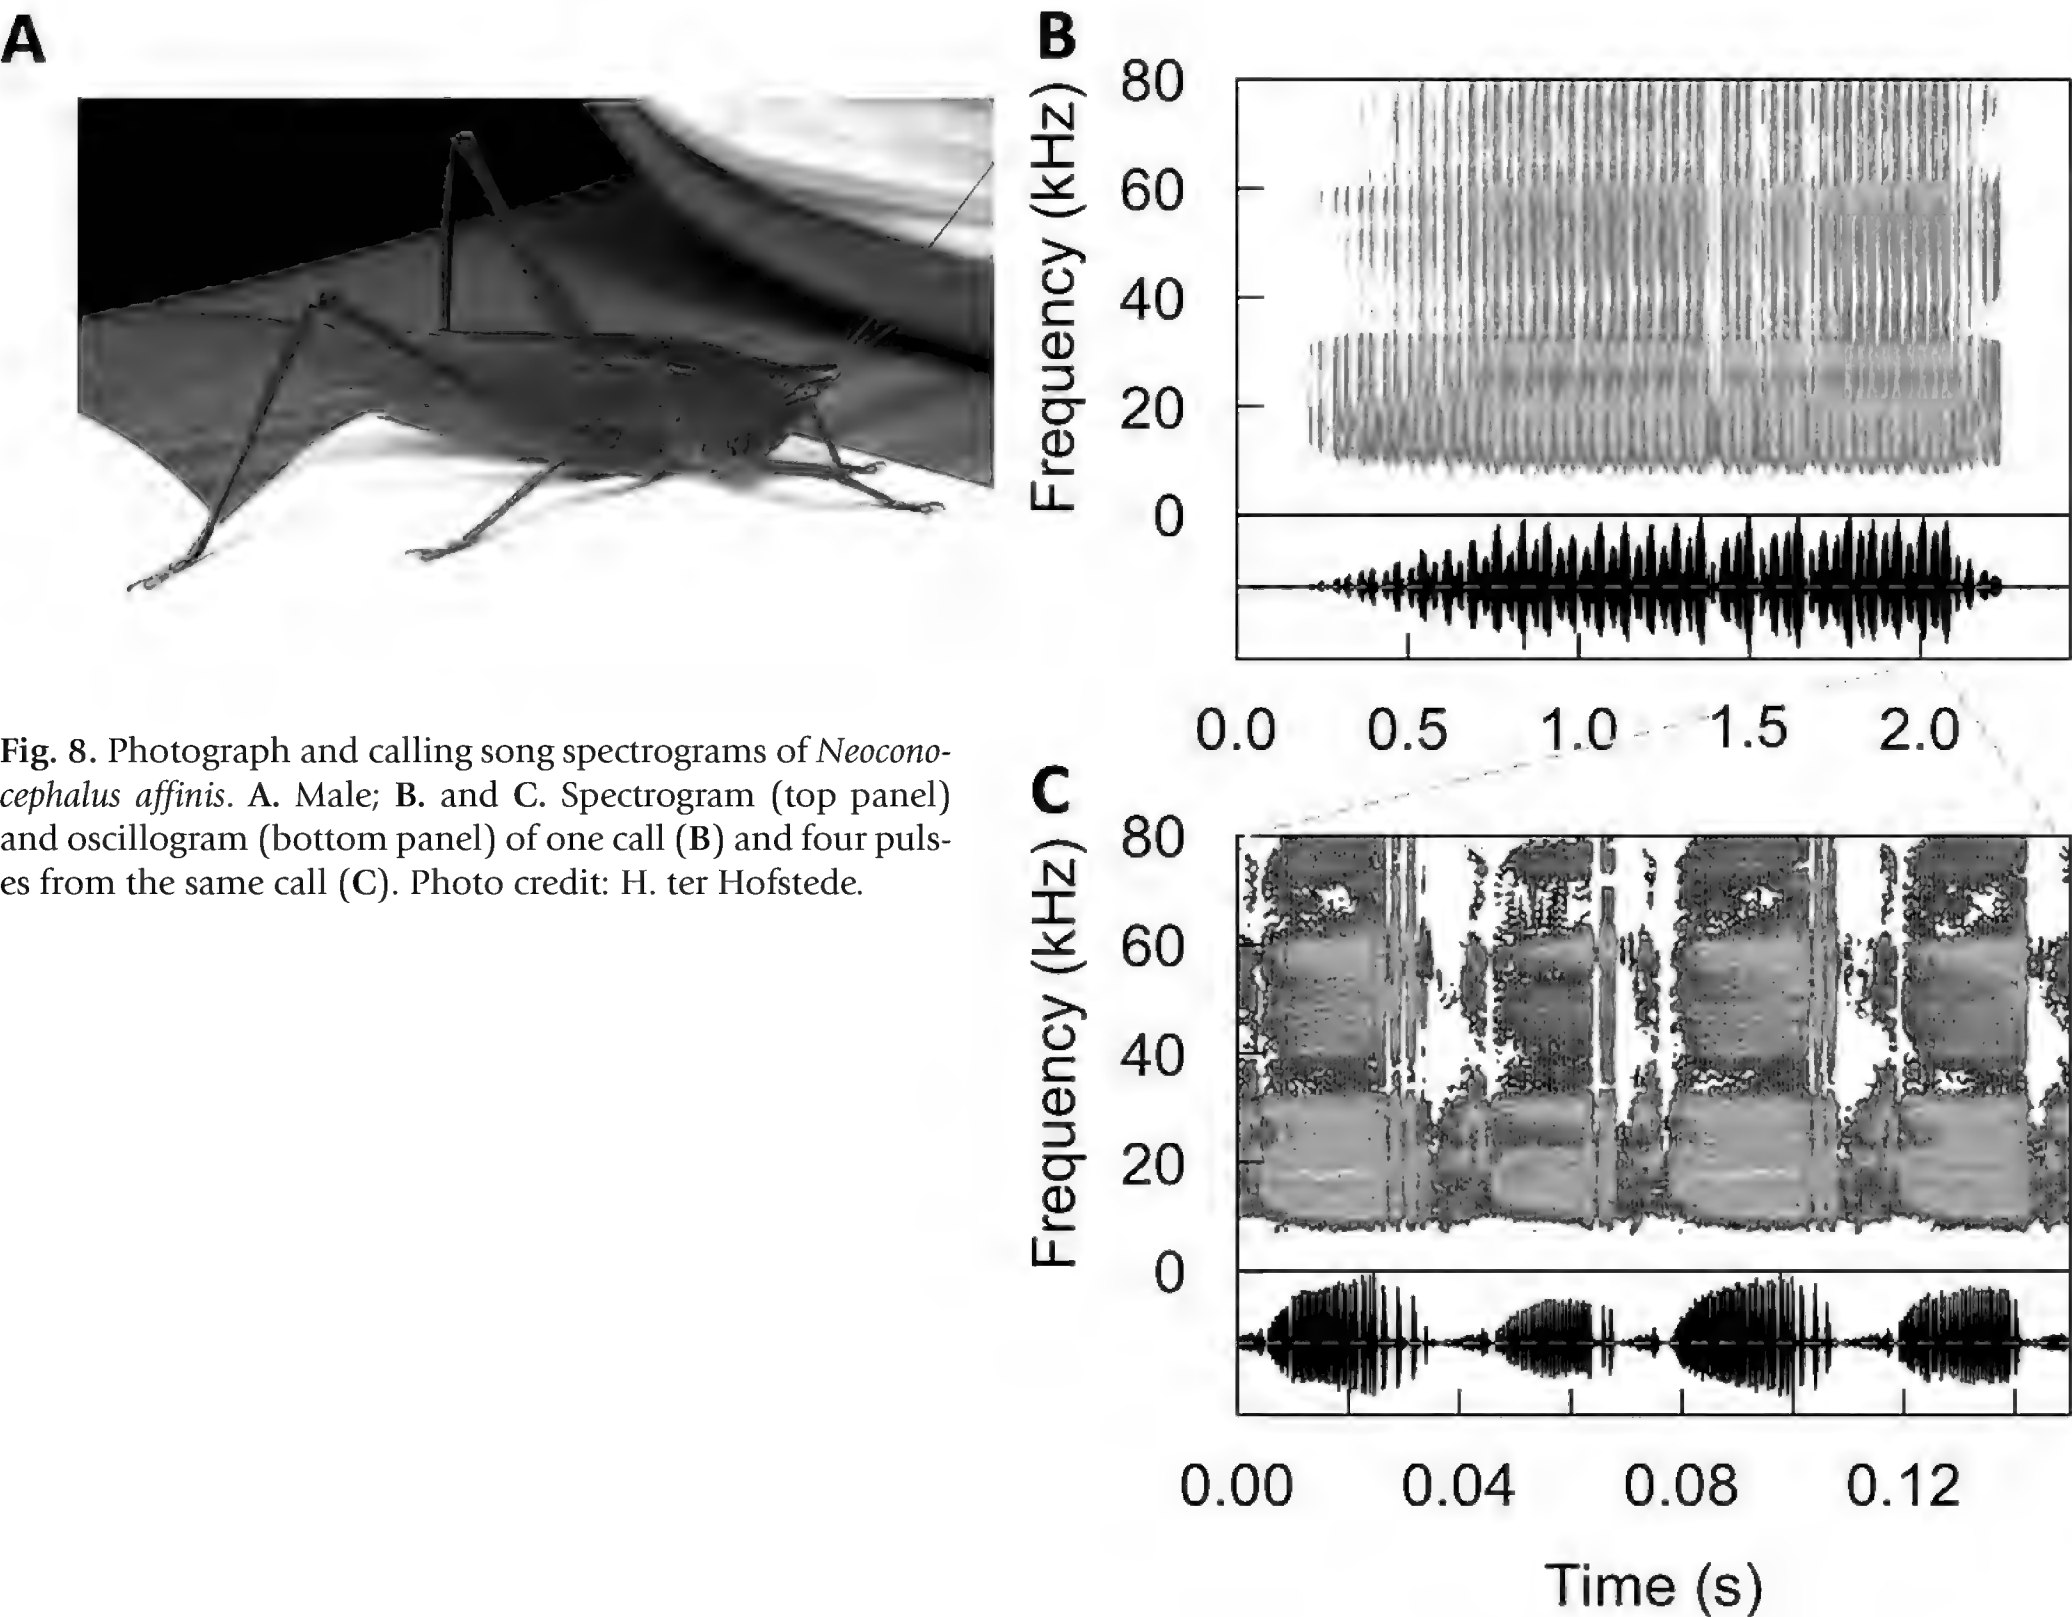 A
B
80
60
40
20
0
Frequency (kHz)
0.0 0.5 1.0 1.5 2.0
Fig. 8. Photograph and calling song spectrograms of Neocono-
cephalus affinis. A. Male; B. and C. Spectrogram (top panel)
and oscillogram (bottom panel) of one call (B) and four puls-
es from the same call (C). Photo credit: H. ter Hofstede.
C
80
60
40
20
0
Frequency (kHz)
0.00 0.04 0.08 0.12
Time (s)